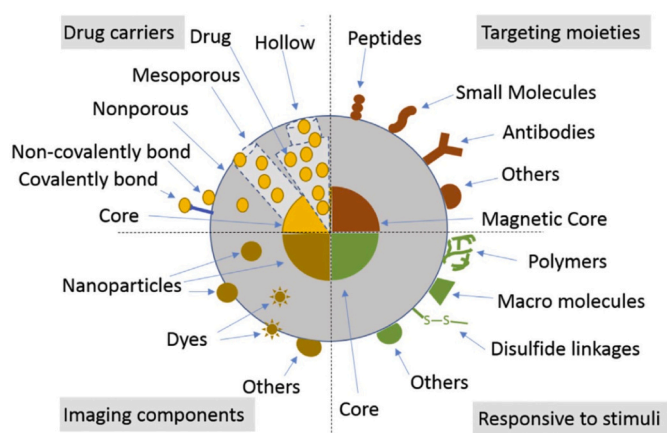 Drug carriers
Drug
Hollow
Mesoporous
Nonporous
Non-covalently bond
Covalently bond
Core
Peptides
Targeting moieties
Small Molecules
Antibodies
Others
Magnetic Core
Nanoparticles
Dyes
Others
Imaging components
Polymers
Macro molecules
S-S
Disulfide linkages
Others
Core
Responsive to stimuli